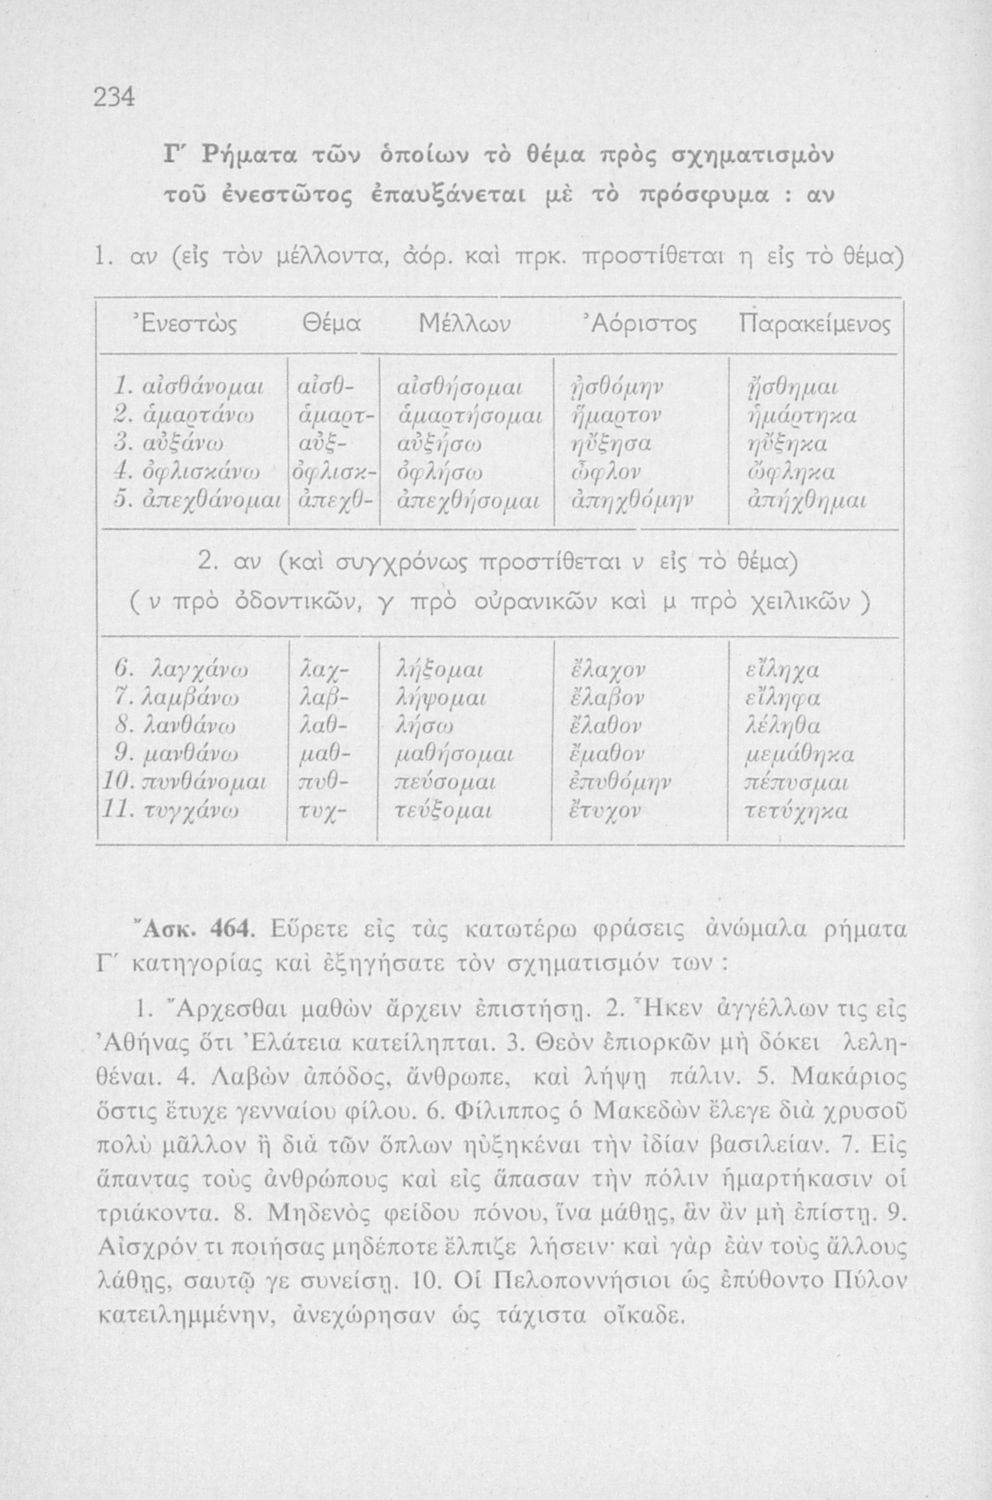 234
Γ′ Ρήματα τῶν ὁποίων τὸ θέμα πρὸς σχηματισμὸν
τοῦ ἐνεστῶτος ἐπαυξάνεται μὲ τὸ πρόσφυμα : αν
1. αν (εἰς τὸν μέλλοντα, ἀόρ. καὶ πρκ. προστίθεται η εἰς τὸ θέμα)
Ἐνεστὼς Θέμα Μέλλων Ἀόριστος Παρακείμενος
1. αἰσθάνομαι αἰσθ- αἰσθήσομαι ᾐσθόμην ᾔσθημαι
2. ἁμαρτάνω ἁμαρτ- ἁμαρτήσομαι ἥμαρτον ἡμάρτηκα
3. αὐξάνω αὐξ- αὐξήσω ηὔξησα ηὔξηκα
4. ὀφλισκάνω ὀφλισκ- ὀφλήσω ὦφλον ὤφληκα
5. ἀπεχθάνομαι ἀπεχθ- ἀπεχθήσομαι ἀπηχθόμην ἀπήχθημαι
2. αν (καὶ συγχρόνως προστίθεται ν εἰς τὸ θέμα)
( ν πρὸ ὀδοντικῶν, γ πρὸ οὐρανικῶν καὶ μ πρὸ χειλικῶν )
6. λαγχάνω λαχ- λήξομαι ἔλαχον εἴληχα
7. λαμβάνω λαβ- λήψομαι ἔλαβον εἴληφα
8. λανθάνω λαθ- λήσω ἔλαθον λέληθα
9. μανθάνω μαθ- μαθήσομαι ἔμαθον μεμάθηκα
10. πυνθάνομαι πυθ- πεύσομαι ἐπυθόμην πέπυσμαι
11. τυγχάνω τυχ- τεύξομαι ἔτυχον τετύχηκα
Ἄσκ. 464. Εὕρετε εἰς τὰς κατωτέρω φράσεις ἀνώμαλα ρήματα
Γ′ κατηγορίας καὶ ἐξηγήσατε τὸν σχηματισμόν των :
1. Ἄρχεσθαι μαθὼν ἄρχειν ἐπιστήσῃ. 2. Ἧκεν ἀγγέλλων τις εἰς
Ἀθήνας ὅτι Ἐλάτεια κατείληπται. 3. Θεὸν ἐπιορκῶν μὴ δόκει λελη-
θέναι. 4. Λαβὼν ἀπόδος, ἄνθρωπε, καὶ λήψῃ πάλιν. 5. Μακάριος
ὅστις ἔτυχε γενναίου φίλου. 6. Φίλιππος ὁ Μακεδὼν ἔλεγε διὰ χρυσοῦ
πολὺ μᾶλλον ἢ διὰ τῶν ὅπλων ηὐξηκέναι τὴν ἰδίαν βασιλείαν. 7. Εἰς
ἅπαντας τοὺς ἀνθρώπους καὶ εἰς ἅπασαν τὴν πόλιν ἡμαρτήκασιν οἱ
τριάκοντα. 8. Μηδενὸς φείδου πόνου, ἵνα μάθῃς, ἃν ἂν μὴ ἐπίστῃ. 9.
Αἰσχρόν τι ποιήσας μηδέποτε ἔλπιζε λήσειν· καὶ γὰρ ἐὰν τοὺς ἄλλους
λάθῃς, σαυτῷ γε συνείσῃ. 10. Οἱ Πελοποννήσιοι ὡς ἐπύθοντο Πύλον
κατειλημμένην, ἀνεχώρησαν ὡς τάχιστα οἴκαδε.